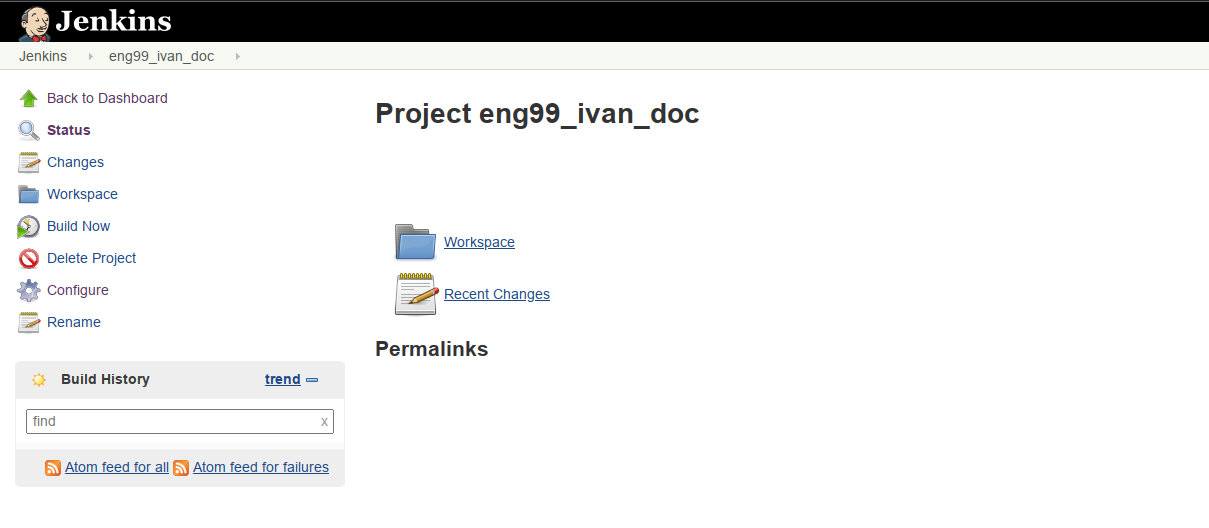 Jenkins
Jenkins eng99_ivan_doc
Back to Dashboard
Status
Changes
Workspace
Build Now
Delete Project
Configure
Rename
Build History trend
find x
Atom feed for all Atom feed for failures
Project eng99_ivan_doc
Workspace
Recent Changes
Permalinks